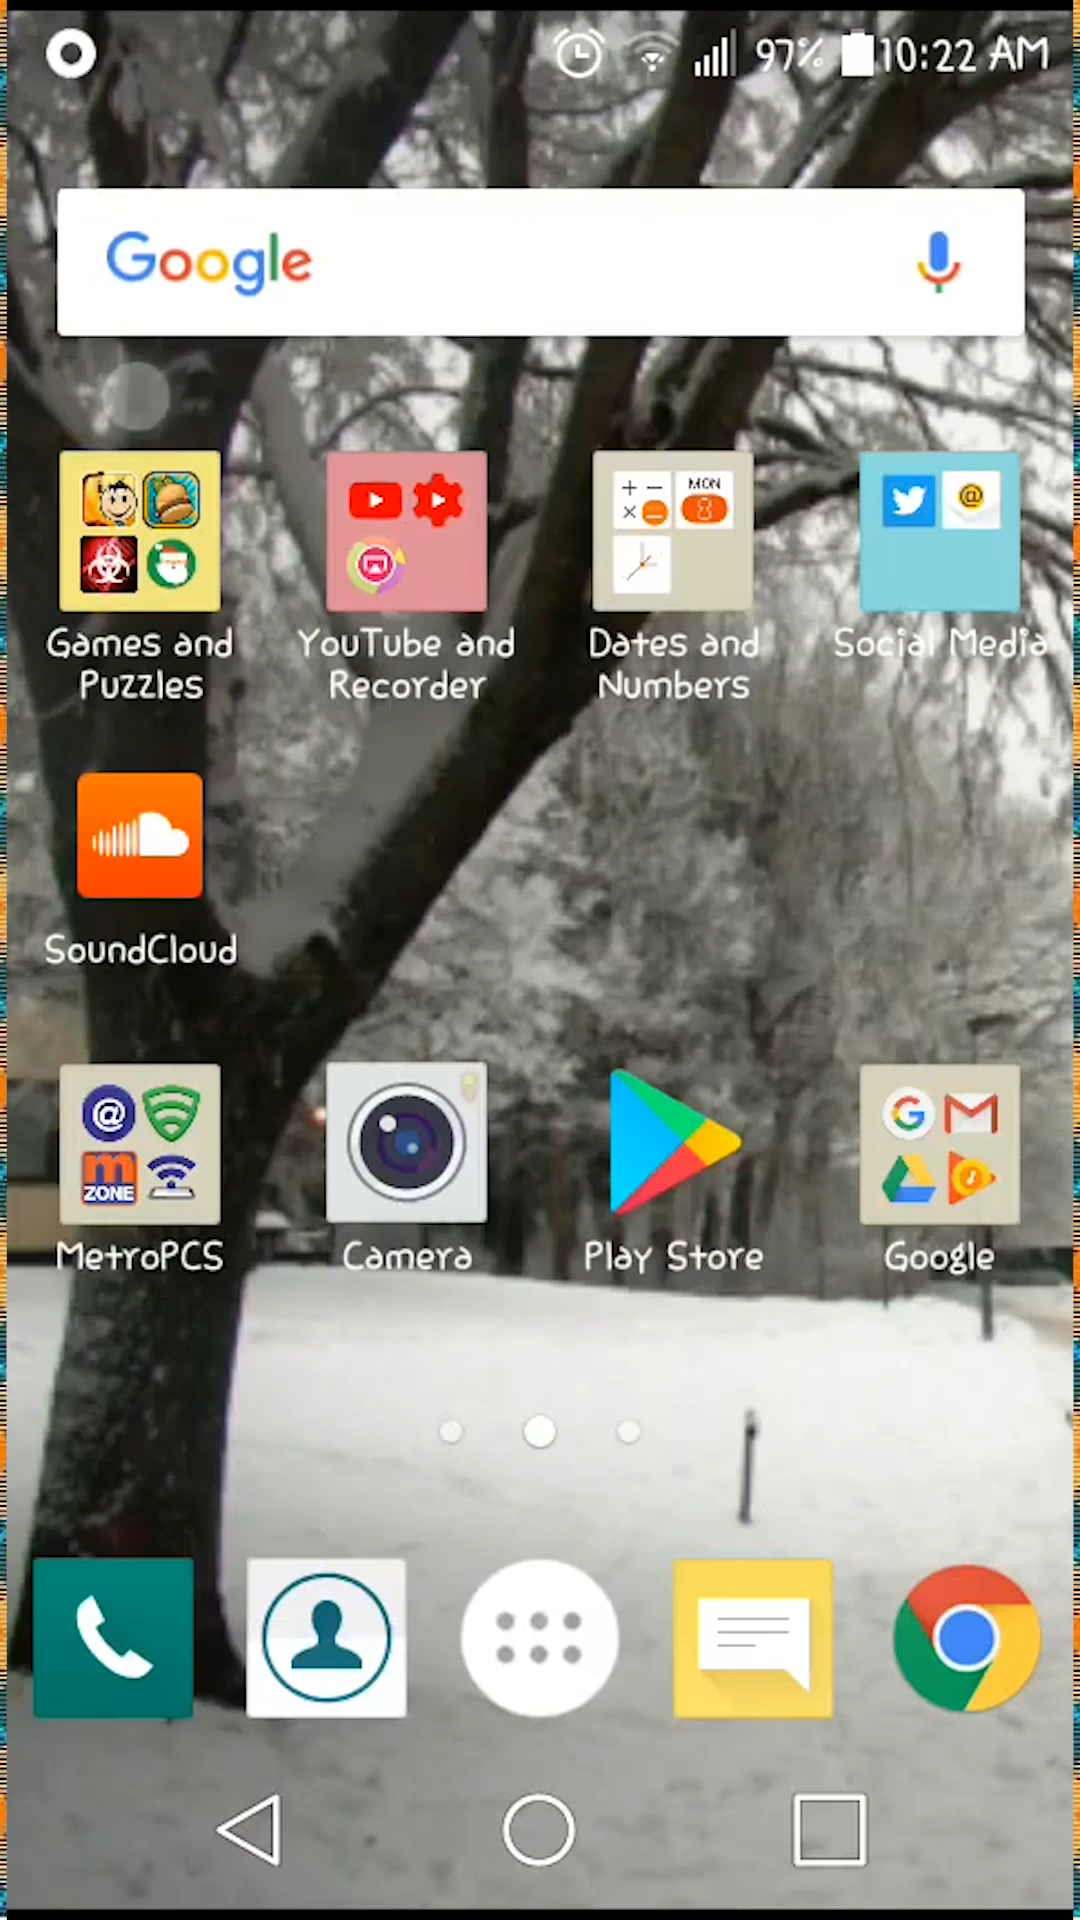 97% 10:22 AM
Google
MON
8
Games and
Puzzles
YouTube and
Recorder
Dates and
Numbers
Social Media
SoundCloud
@
m
ZONE
G
MetroPCS
Camera
Play Store
Google